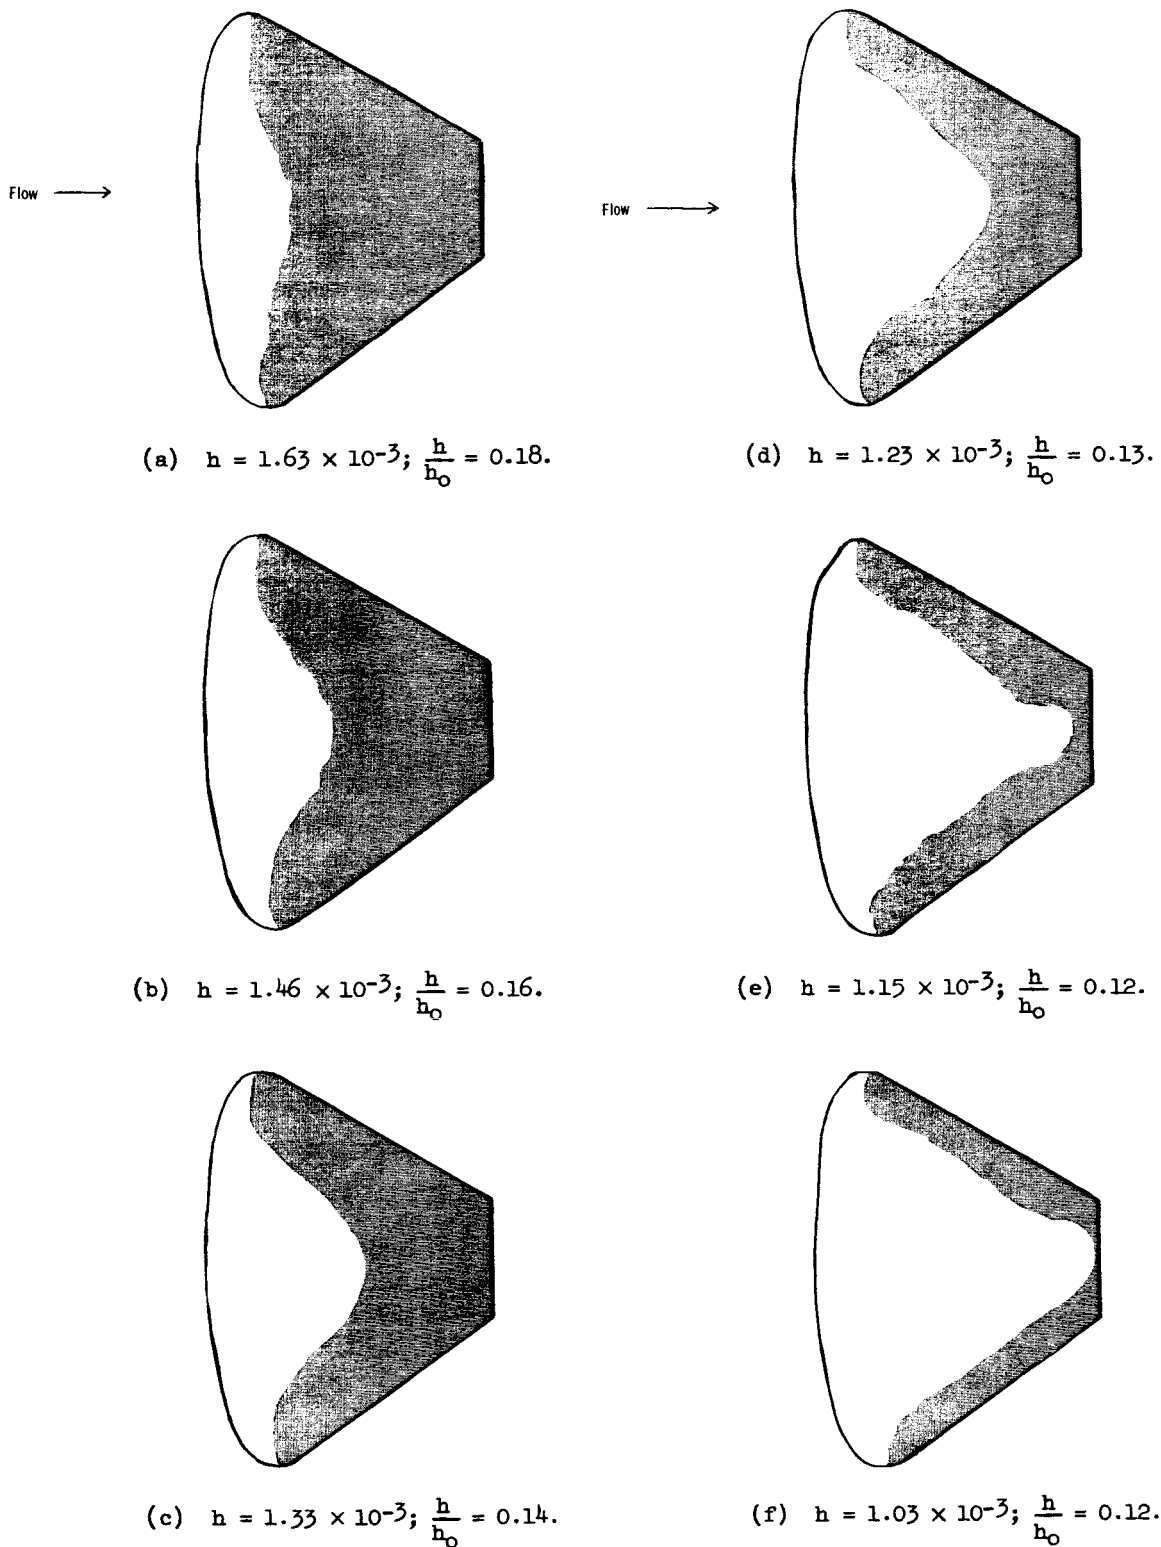 Flow →
(a) h = 1.63 × 10⁻³; h/h₀ = 0.18.
(b) h = 1.46 × 10⁻³; h/h₀ = 0.16.
(c) h = 1.33 × 10⁻³; h/h₀ = 0.14.
Flow →
(d) h = 1.23 × 10⁻³; h/h₀ = 0.13.
(e) h = 1.15 × 10⁻³; h/h₀ = 0.12.
(f) h = 1.03 × 10⁻³; h/h₀ = 0.12.